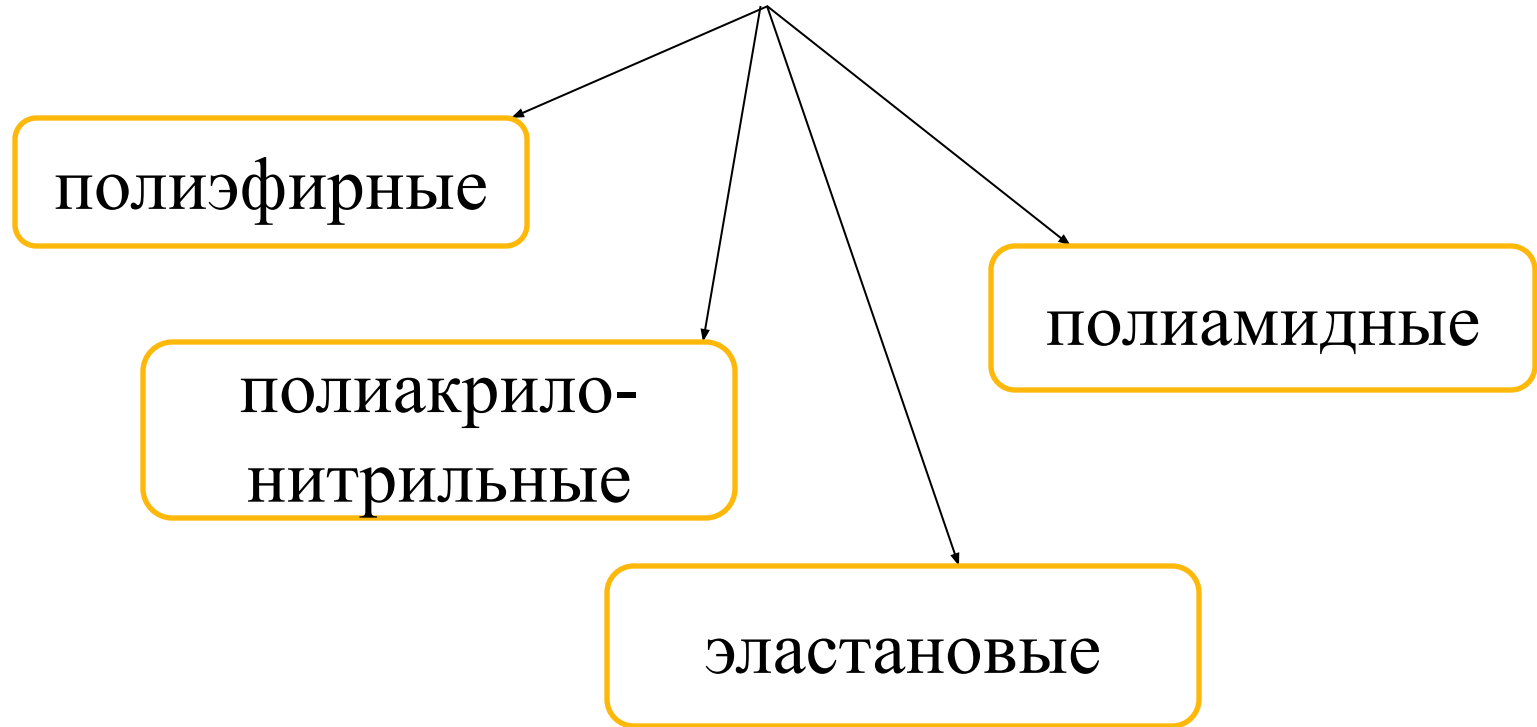 полиэфирные
полиамидные
полиакрило-
нитрильные
эластановые